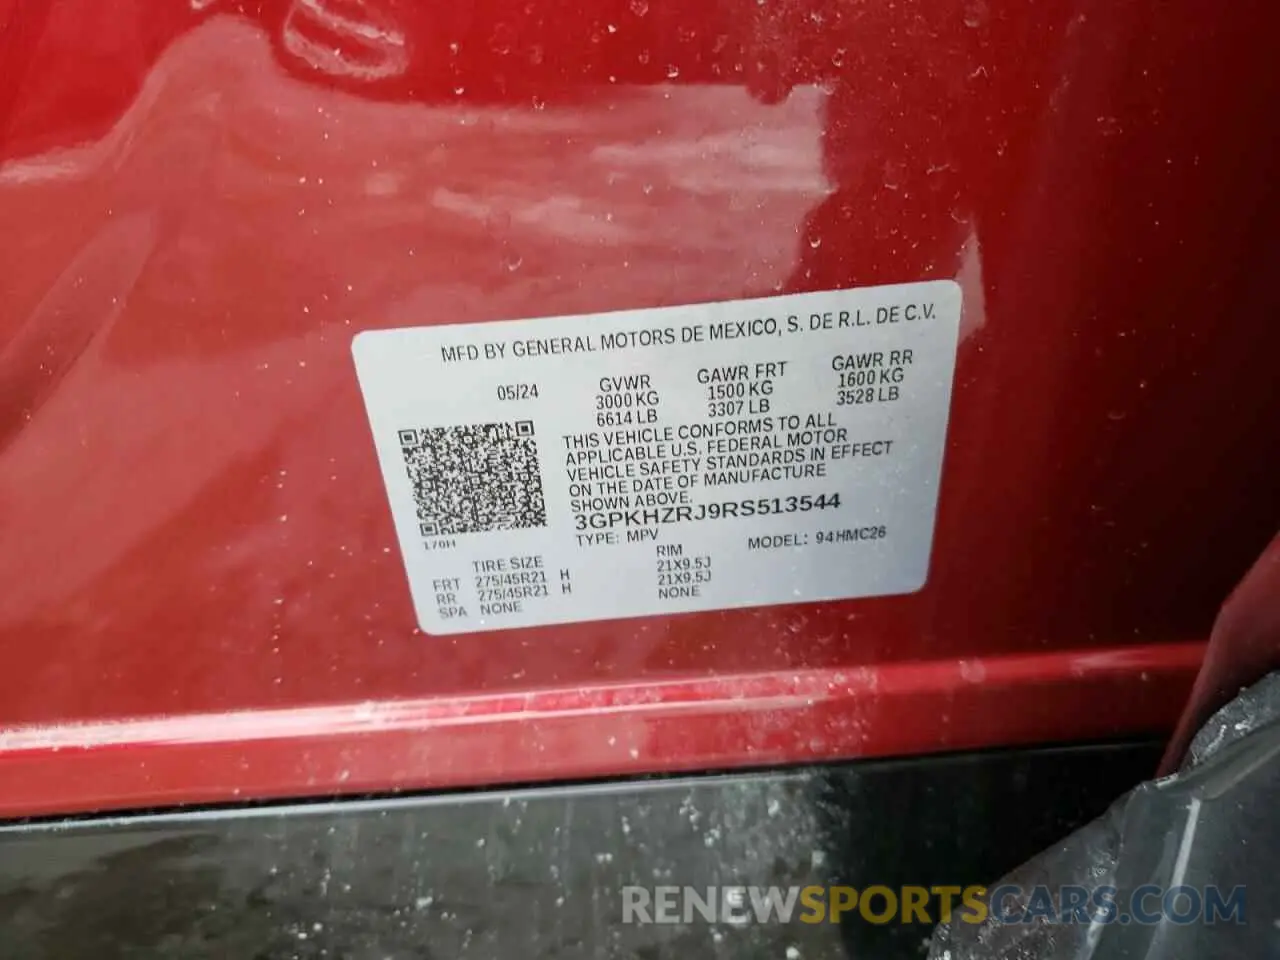 MFD BY GENERAL MOTORS DE MEXICO, S. DE R.L. DE C.V.
05/24
GVWR GAWR FRT GAWR RR
3000 KG 1500 KG 1600 KG
6614 LB 3307 LB 3528 LB
THIS VEHICLE CONFORMS TO ALL
APPLICABLE U.S. FEDERAL MOTOR
VEHICLE SAFETY STANDARDS IN EFFECT
ON THE DATE OF MANUFACTURE
SHOWN ABOVE.
3GPKHZRJ9RS513544
170H
TYPE: MPV MODEL: 94HMC26
TIRE SIZE RIM
FRT 275/45R21 H 21X9.5J
RR 275/45R21 H 21X9.5J
SPA NONE NONE
RENEWSPORTSCARS.COM